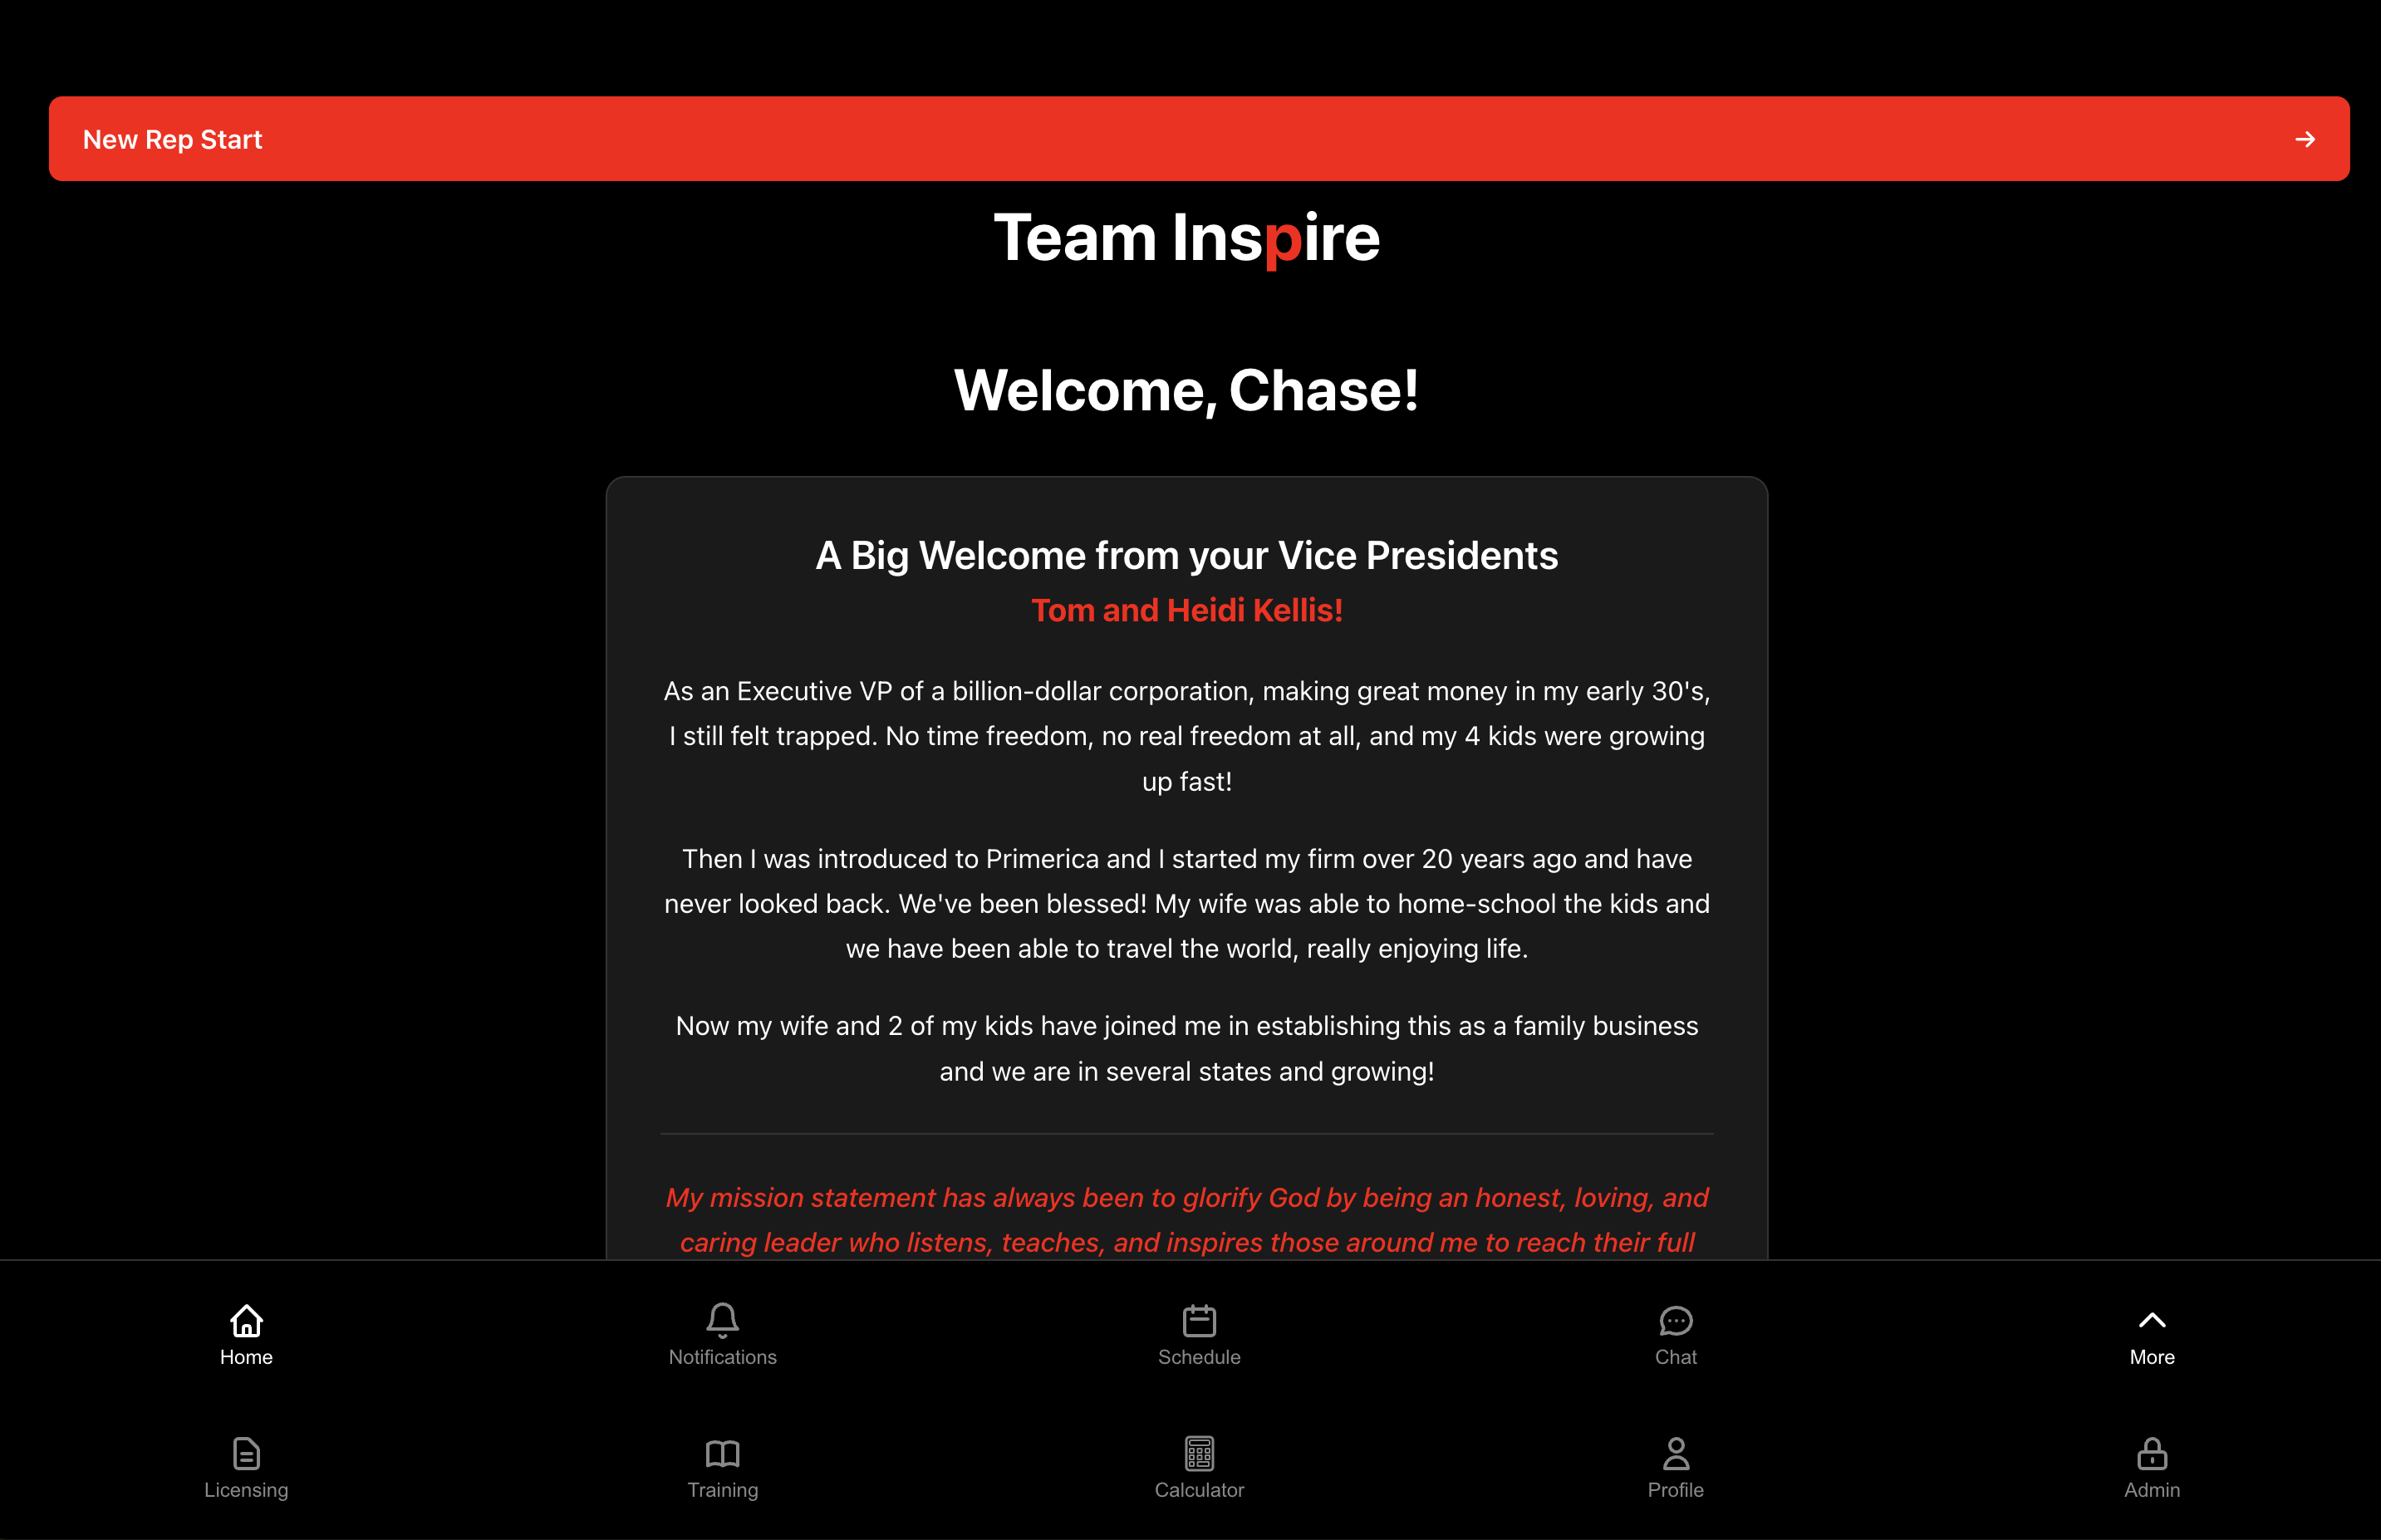 New Rep Start
Team Inspire
Welcome, Chase!
A Big Welcome from your Vice Presidents
Tom and Heidi Kellis!
As an Executive VP of a billion-dollar corporation, making great money in my early 30's,
I still felt trapped. No time freedom, no real freedom at all, and my 4 kids were growing
up fast!
Then I was introduced to Primerica and I started my firm over 20 years ago and have
never looked back. We've been blessed! My wife was able to home-school the kids and
we have been able to travel the world, really enjoying life.
Now my wife and 2 of my kids have joined me in establishing this as a family business
and we are in several states and growing!
My mission statement has always been to glorify God by being an honest, loving, and
caring leader who listens, teaches, and inspires those around me to reach their full
Home
Notifications
Schedule
Chat
More
Licensing
Training
Calculator
Profile
Admin